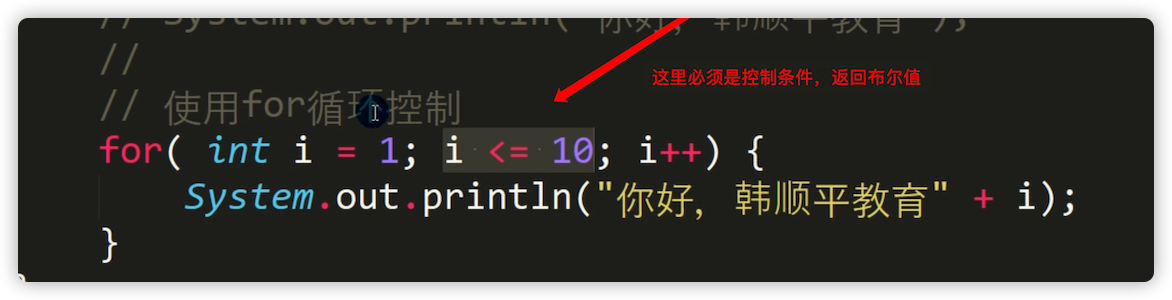 // System.out.println("你好, 韩顺平教育");
//
这里必须是控制条件，返回布尔值
// 使用for循环控制
for( int i = 1; i <= 10; i++) {
System.out.println("你好, 韩顺平教育" + i);
}